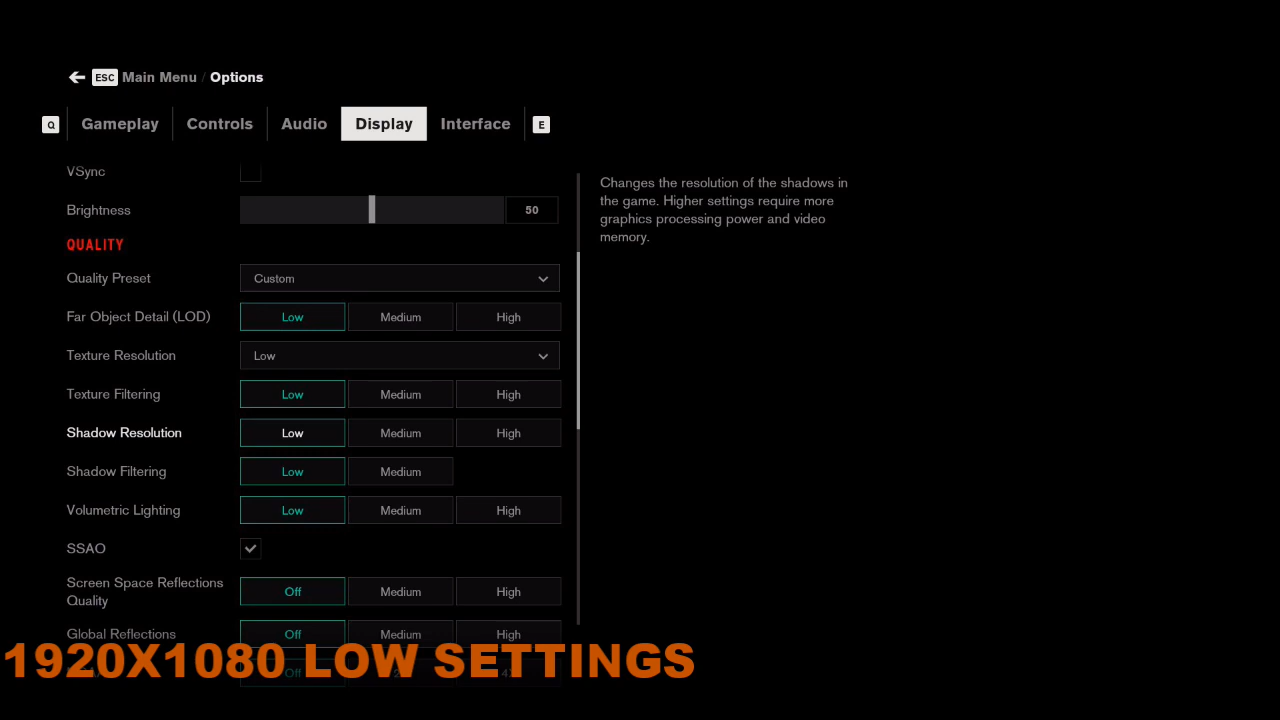 ESC Main Menu / Options
Q Gameplay Controls Audio Display Interface E
VSync
Brightness 50
QUALITY
Quality Preset Custom
Far Object Detail (LOD) Low Medium High
Texture Resolution Low
Texture Filtering Low Medium High
Shadow Resolution Low Medium High
Shadow Filtering Low Medium
Volumetric Lighting Low Medium High
SSAO
Screen Space Reflections
Quality Off Medium High
Global Reflections Off Medium High
Off
1920X1080 LOW SETTINGS
Changes the resolution of the shadows in
the game. Higher settings require more
graphics processing power and video
memory.